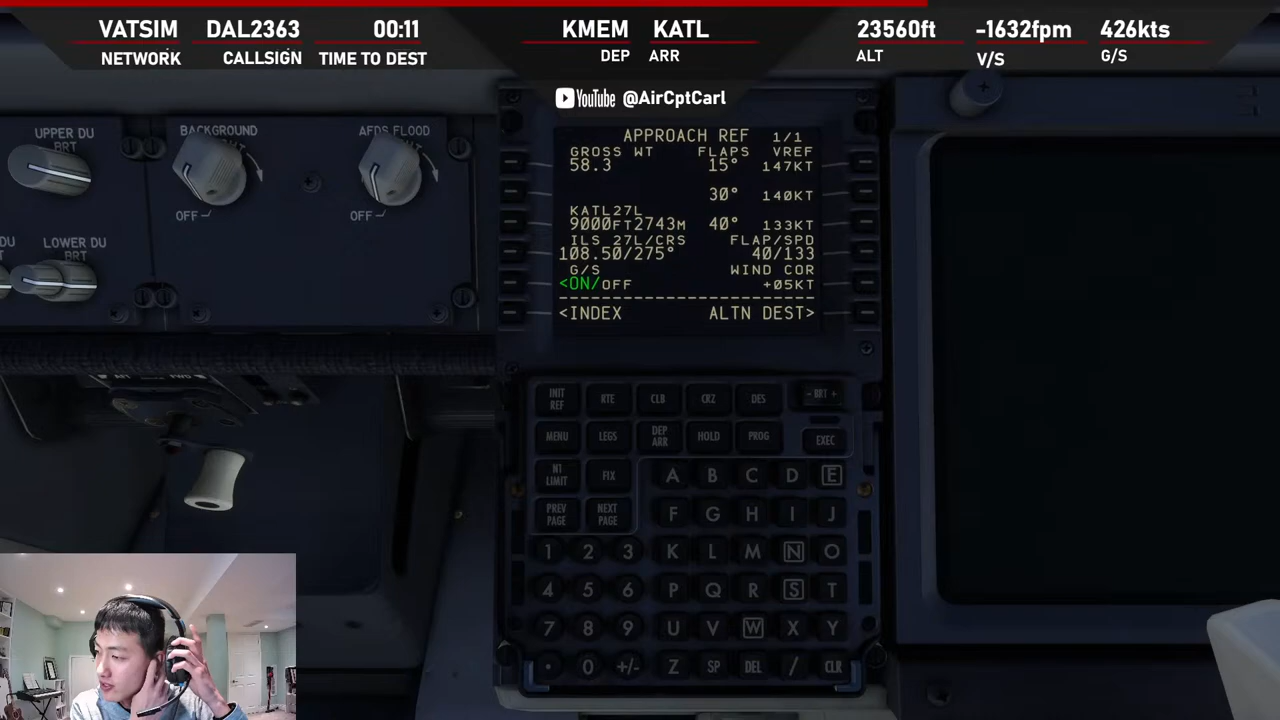 VATSIM DAL2363 00:11 KMEM KATL 23560ft -1632fpm 426kts
NETWORK CALLSIGN TIME TO DEST DEP ARR ALT V/S G/S
YouTube @AirCptCarl
UPPER DU
BRT
BACKGROUND
OFF
AFDS FLOOD
OFF
DU
LOWER DU
BRT
APPROACH REF 1/1
GROSS WT FLAPS VREF
58.3 15° 147KT
30° 140KT
KATL27L
9000FT2743M 40° 133KT
ILS 27L/CRS FLAP/SPD
108.50/275° 40/133
G/S WIND COR
<ON/OFF +05KT
<INDEX ALTN DEST>
INIT REF RTE CLB CRZ DES - BRT +
MENU LEGS DEP ARR HOLD PROG EXEC
N1 LIMIT FIX A B C D E
PREV PAGE NEXT PAGE F G H I J
1 2 3 K L M N O
4 5 6 P Q R S T
7 8 9 U V W X Y
. 0 +/- Z SP DEL / CLR